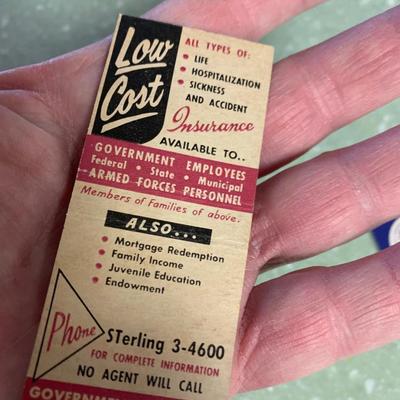 Low
Cost
ALL TYPES OF:
• LIFE
• HOSPITALIZATION
• SICKNESS
AND ACCIDENT
Insurance
AVAILABLE TO..
GOVERNMENT EMPLOYEES
Federal • State • Municipal
ARMED FORCES PERSONNEL
Members of Families of above.
ALSO...
• Mortgage Redemption
• Family Income
• Juvenile Education
• Endowment
Phone
STerling 3-4600
FOR COMPLETE INFORMATION
NO AGENT WILL CALL
GOVERNMENT